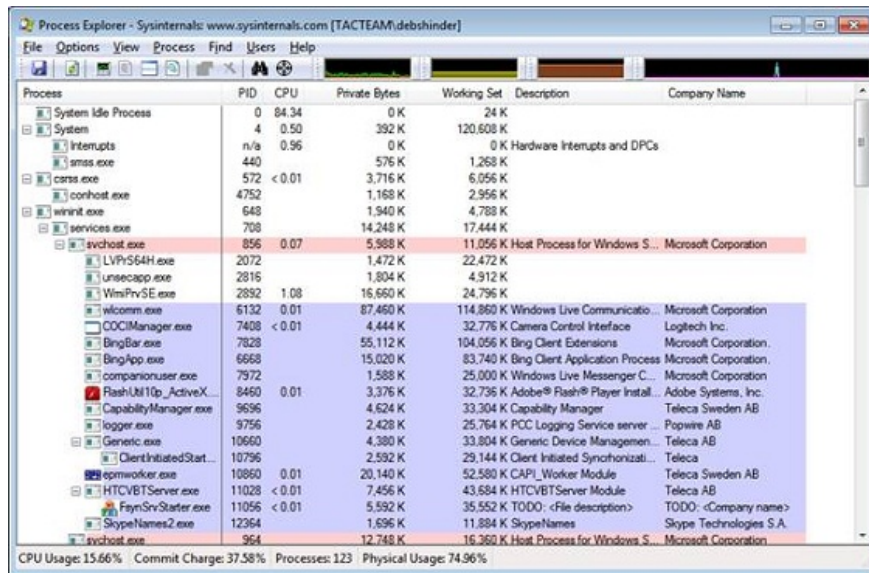 Process Explorer - Sysinternals: www.sysinternals.com [TACTEAM\debshinder]
File Options View Process Find Users Help
Process PID CPU Private Bytes Working Set Description Company Name
System Idle Process 0 84.34 0 K 24 K
System 4 0.50 392 K 120,608 K
Interrupts n/a 0.96 0 K 0 K Hardware Interrupts and DPCs
smss.exe 440 576 K 1,268 K
csrss.exe 572 < 0.01 3,716 K 6,056 K
conhost.exe 4752 1,168 K 2,956 K
wininit.exe 648 1,940 K 4,788 K
services.exe 708 14,248 K 17,444 K
svchost.exe 856 0.07 5,988 K 11,056 K Host Process for Windows S... Microsoft Corporation
LVPrS64H.exe 2072 1,472 K 22,472 K
unsecapp.exe 2816 1,804 K 4,912 K
WmiPrvSE.exe 2892 1.08 16,660 K 24,796 K
wlcomm.exe 6132 0.01 87,460 K 114,860 K Windows Live Communicatio... Microsoft Corporation
COCIManager.exe 7408 < 0.01 4,444 K 32,776 K Camera Control Interface Logitech Inc.
BingBar.exe 7828 55,112 K 104,056 K Bing Client Extensions Microsoft Corporation.
BingApp.exe 6668 15,020 K 83,740 K Bing Client Application Process Microsoft Corporation.
companionuser.exe 7972 1,588 K 25,000 K Windows Live Messenger C... Microsoft Corporation
FlashUtil10p_ActiveX... 8460 0.01 3,376 K 32,736 K Adobe® Flash® Player Install... Adobe Systems, Inc.
CapabilityManager.exe 9696 4,624 K 33,304 K Capability Manager Teleca Sweden AB
logger.exe 9756 2,428 K 25,764 K PCC Logging Service server ... Popwire AB
Generic.exe 10660 4,380 K 33,804 K Generic Device Managemen... Teleca AB
ClientInitiatedStart... 10796 2,592 K 29,144 K Client Initiated Syncrhonizati... Teleca
epmworker.exe 10860 0.01 20,140 K 52,580 K CAPI_Worker Module Teleca Sweden AB
HTCVBTServer.exe 11028 < 0.01 7,456 K 43,684 K HTCVBTServer Module Teleca AB
FsynSrvStarter.exe 11056 < 0.01 5,592 K 35,552 K TODO: <File description> TODO: <Company name>
SkypeNames2.exe 12364 1,696 K 11,884 K SkypeNames Skype Technologies S.A.
svchost.exe 964 12,748 K 16,360 K Host Process for Windows S... Microsoft Corporation
CPU Usage: 15.66% Commit Charge: 37.58% Processes: 123 Physical Usage: 74.96%